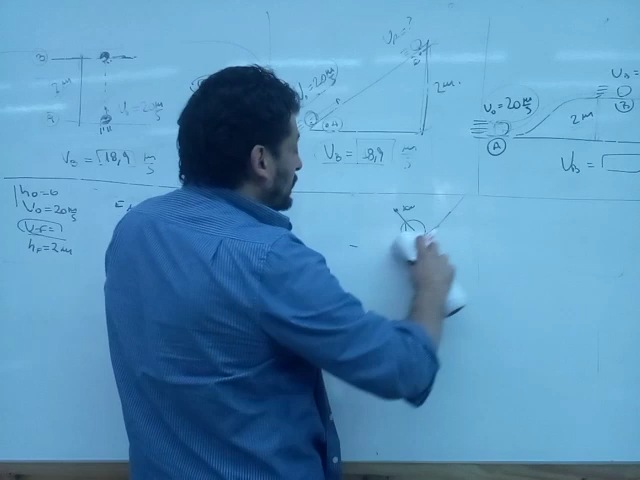 2m
V₀ = 20 m/s
V_B = 18,9 m/s
V_F = ?
V₀ = 20 m/s
2m
V_B = 18,9 m/s
V₀ = 20 m/s
A
V_B =
B
2m
V_B =
h₀ = 0
V₀ = 20 m/s
V_F =
h_F = 2m